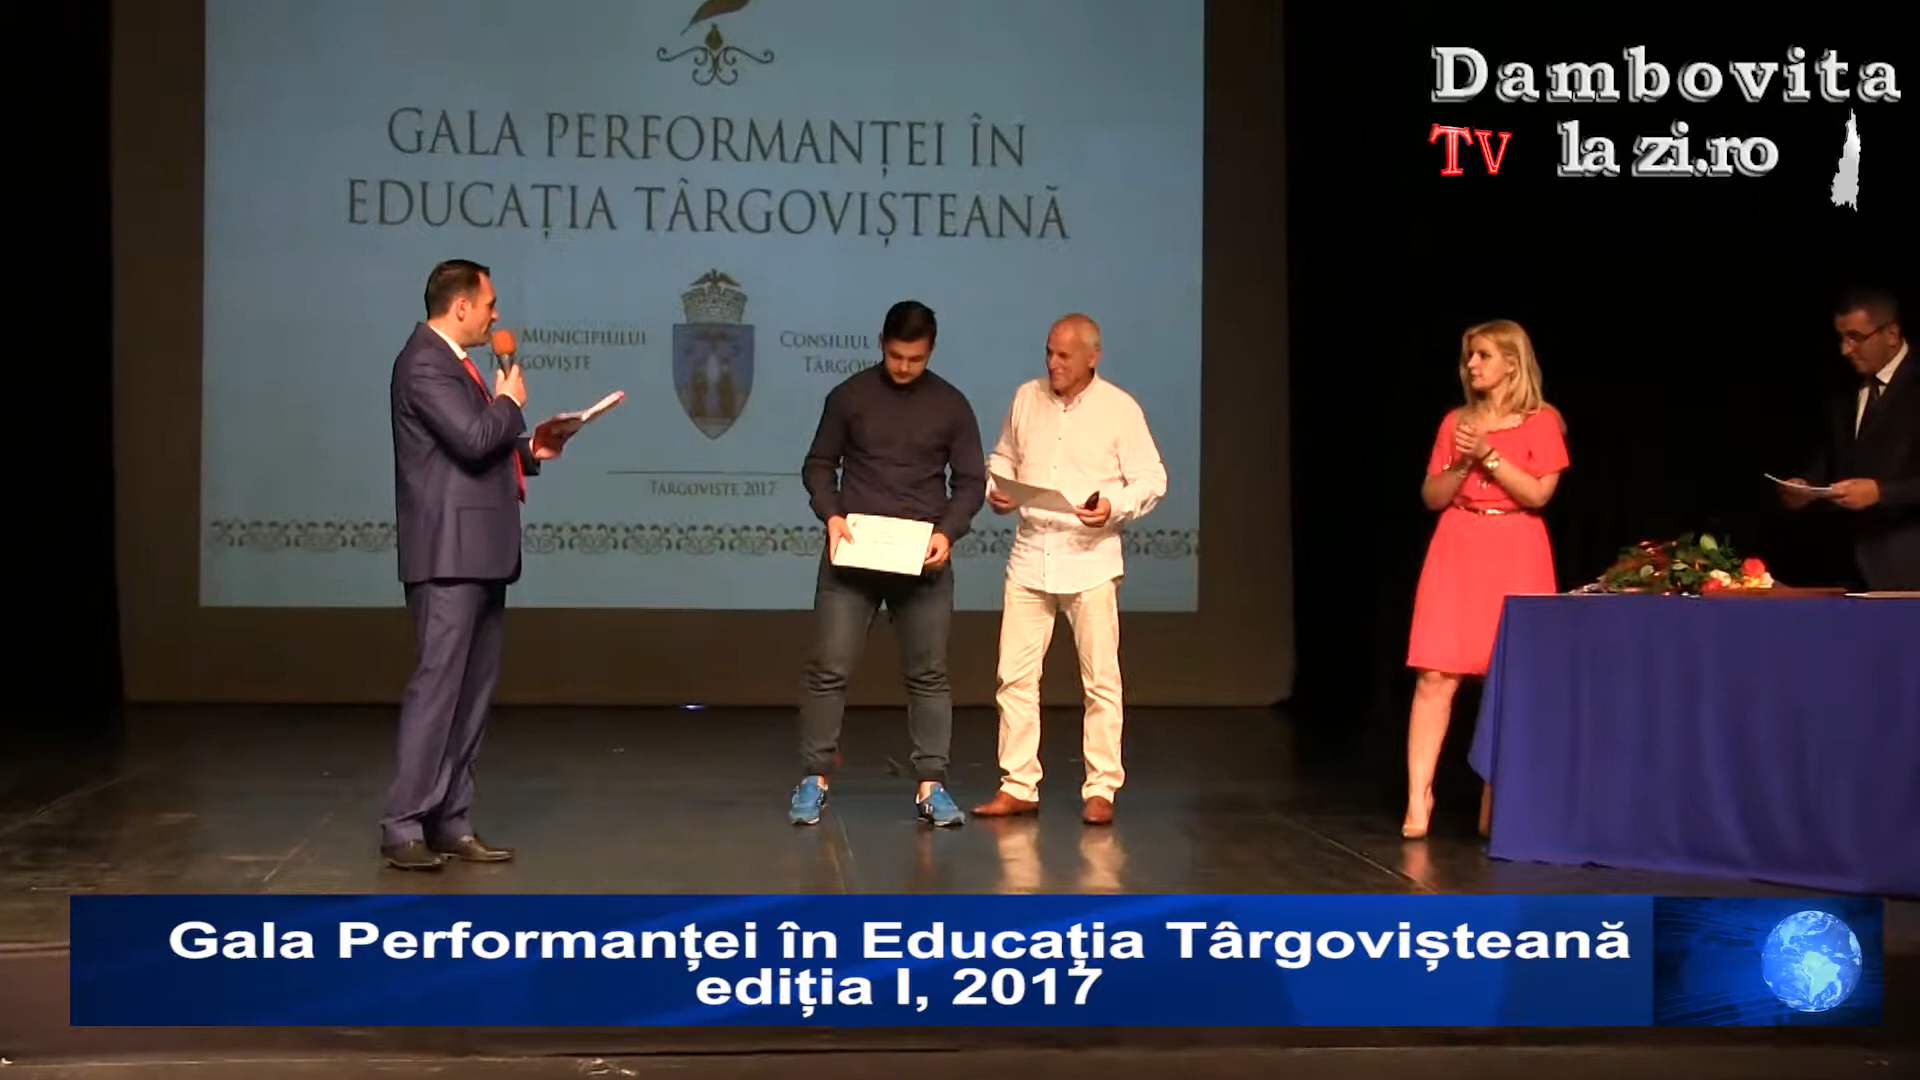 Dambovita
TV la zi.ro
GALA PERFORMANȚEI ÎN
EDUCAȚIA TÂRGOVIȘTEANĂ
MUNICIPIULUI
CONSILIUL
TÂRGOVIȘTE 2017
Gala Performanței în Educația Târgovișteană
ediția I, 2017